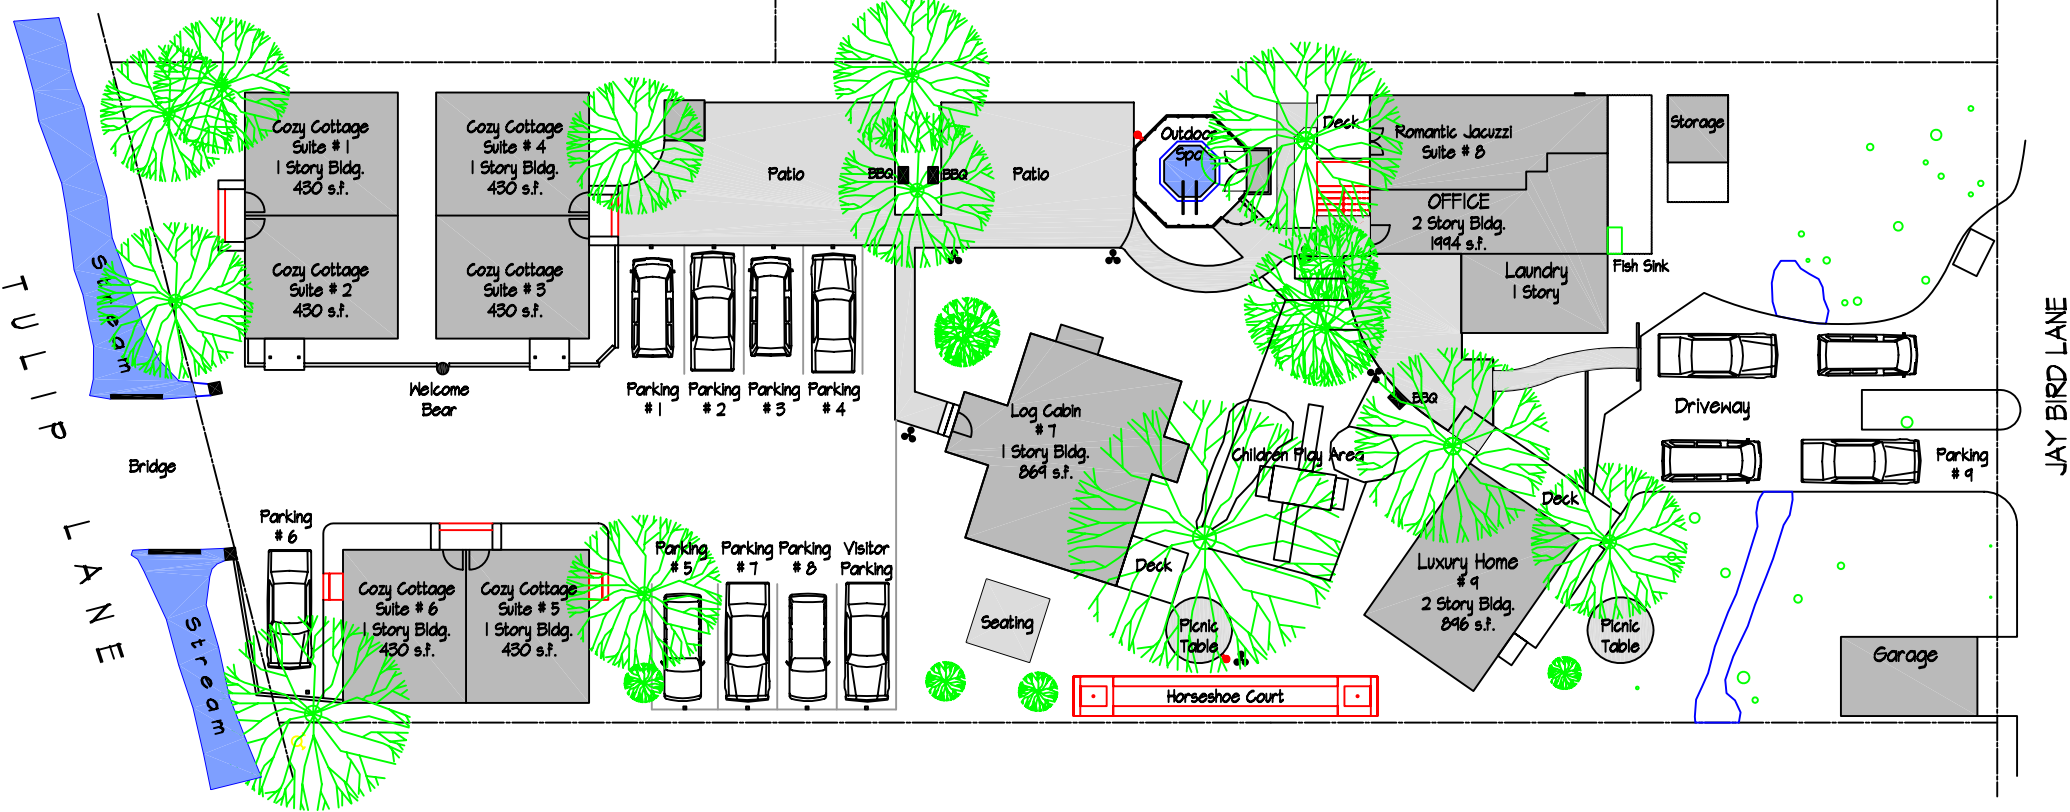 Cozy Cottage
Suite # 1
1 Story Bldg.
430 s.f.
Cozy Cottage
Suite # 4
1 Story Bldg.
430 s.f.
Patio
BBQ
BBQ
Patio
Outdoor
Spa
Deck
Romantic Jacuzzi
Suite # 8
OFFICE
2 Story Bldg.
1994 s.f.
Storage
Cozy Cottage
Suite # 2
430 s.f.
Cozy Cottage
Suite # 3
430 s.f.
Laundry
1 Story
Fish Sink
Stream
TULIP LANE
JAY BIRD LANE
Welcome
Bear
Parking
# 1
Parking
# 2
Parking
# 3
Parking
# 4
Log Cabin
# 7
1 Story Bldg.
869 s.f.
BBQ
Children Play Area
Driveway
Parking
# 9
Bridge
Parking
# 6
Deck
Parking
# 5
Parking
# 7
Parking
# 8
Visitor
Parking
Deck
Luxury Home
# 9
2 Story Bldg.
896 s.f.
Cozy Cottage
Suite # 6
1 Story Bldg.
430 s.f.
Cozy Cottage
Suite # 5
1 Story Bldg.
430 s.f.
Seating
Picnic
Table
Picnic
Table
Garage
Stream
Horseshoe Court